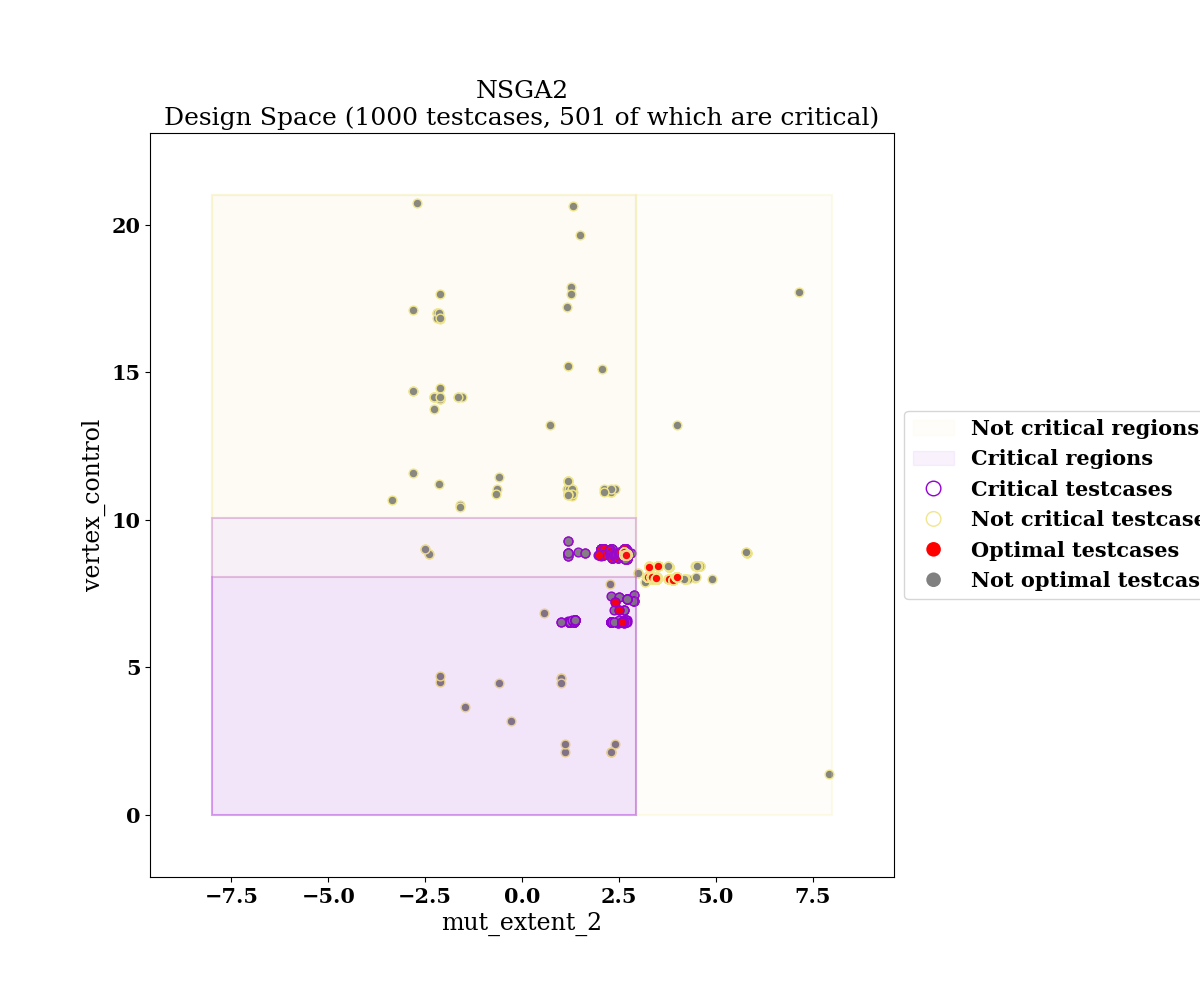 NSGA2
Design Space (1000 testcases, 501 of which are critical)
vertex_control
20
15
10
5
0
−7.5
−5.0
−2.5
0.0
2.5
5.0
7.5
mut_extent_2
Not critical regions
Critical regions
Critical testcases
Not critical testcase
Optimal testcases
Not optimal testcas